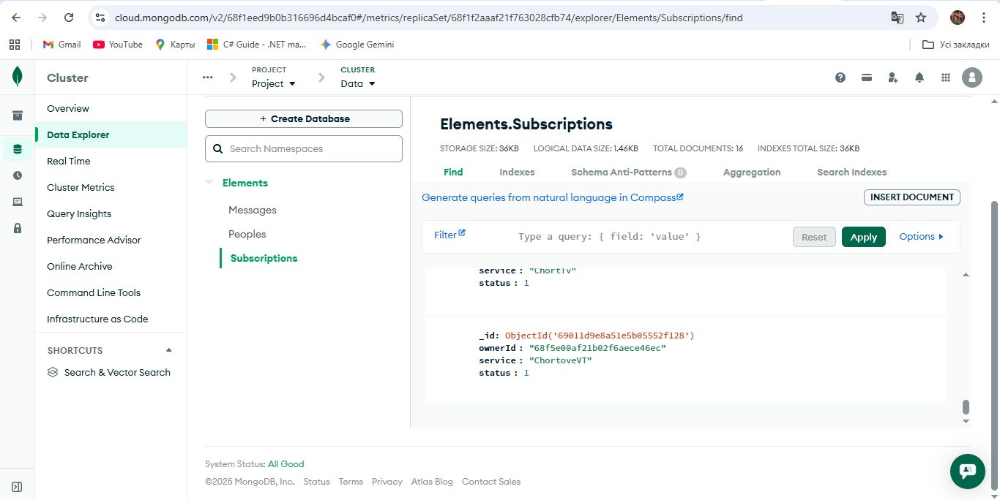 cloud.mongodb.com/v2/68f1eed9b0b316696d4bcaf0#/metrics/replicaSet/68f1f2aaaf21f763028cfb74/explorer/Elements/Subscriptions/find
Gmail YouTube Карты C# Guide - .NET ma... Google Gemini Усі закладки
Cluster
PROJECT
Project
CLUSTER
Data
Overview
Data Explorer
Real Time
Cluster Metrics
Query Insights
Performance Advisor
Online Archive
Command Line Tools
Infrastructure as Code
SHORTCUTS
Search & Vector Search
+ Create Database
Search Namespaces
Elements
Messages
Peoples
Subscriptions
Elements.Subscriptions
STORAGE SIZE: 36KB LOGICAL DATA SIZE: 1.46KB TOTAL DOCUMENTS: 16 INDEXES TOTAL SIZE: 36KB
Find Indexes Schema Anti-Patterns 0 Aggregation Search Indexes
Generate queries from natural language in Compass
INSERT DOCUMENT
Filter Type a query: { field: 'value' } Reset Apply Options
service : "ChortTv"
status : 1
_id: ObjectId('69011d9e8a51e5b05552f128')
ownerId : "68f5e00af21b02f6aece46ec"
service : "ChortoveVT"
status : 1
System Status: All Good
©2025 MongoDB, Inc. Status Terms Privacy Atlas Blog Contact Sales